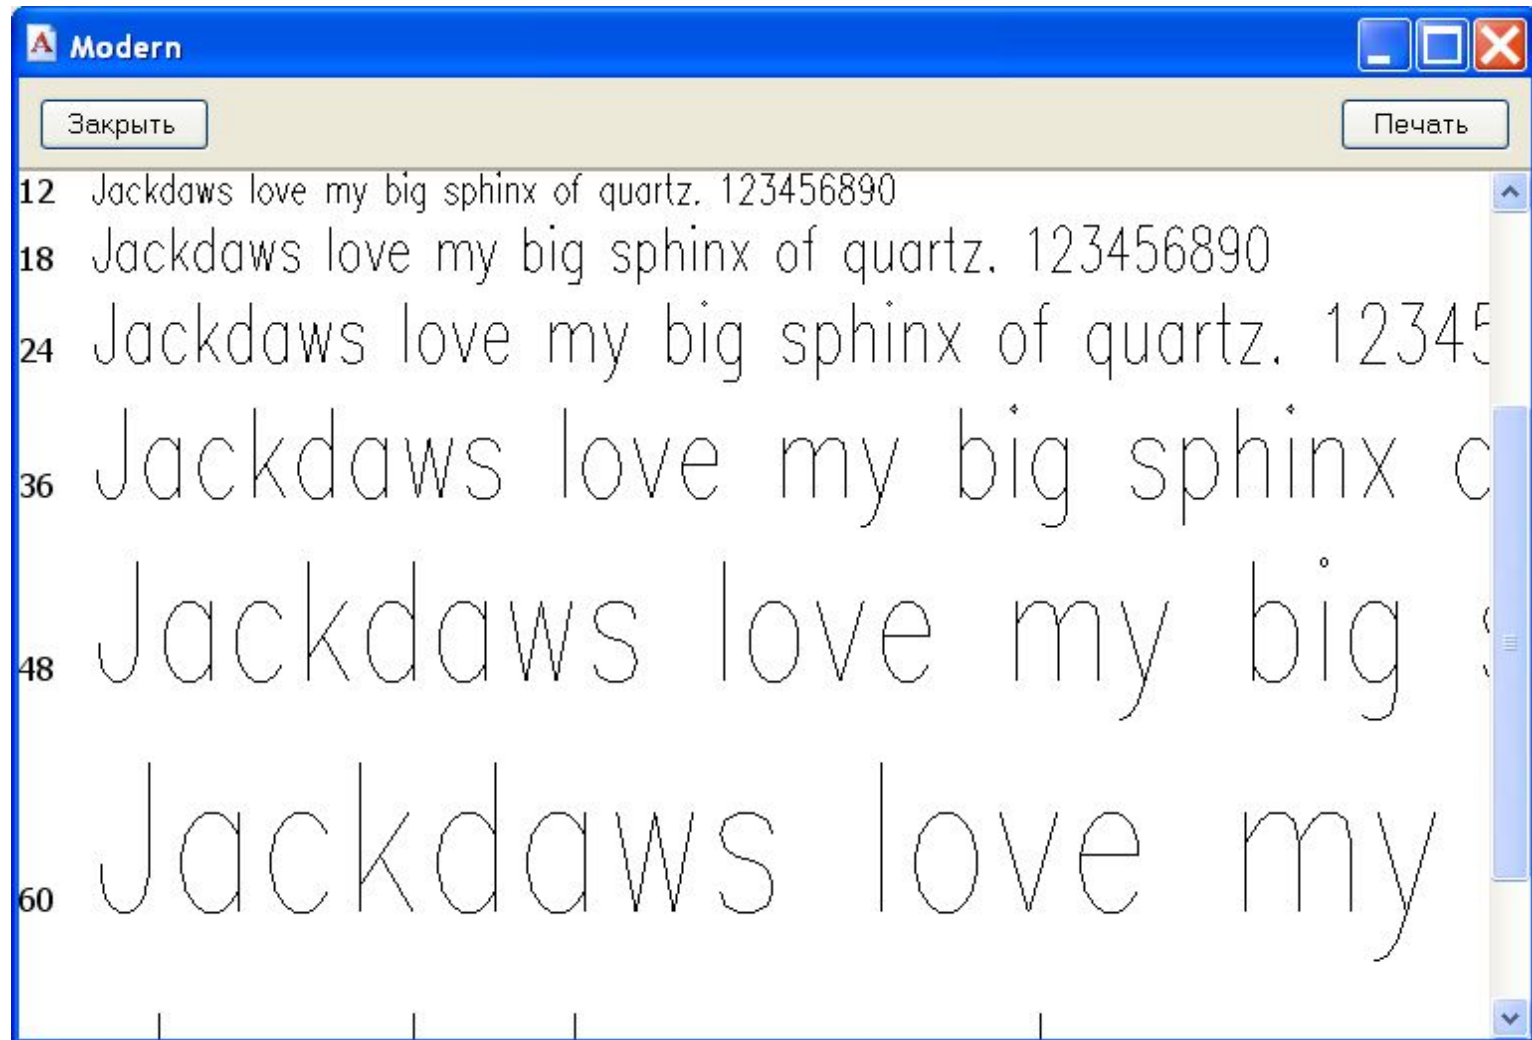 Modern
Закрыть Печать
12 Jackdaws love my big sphinx of quartz. 123456890
18 Jackdaws love my big sphinx of quartz. 123456890
24 Jackdaws love my big sphinx of quartz. 12345
36 Jackdaws love my big sphinx
48 Jackdaws love my big
60 Jackdaws love my